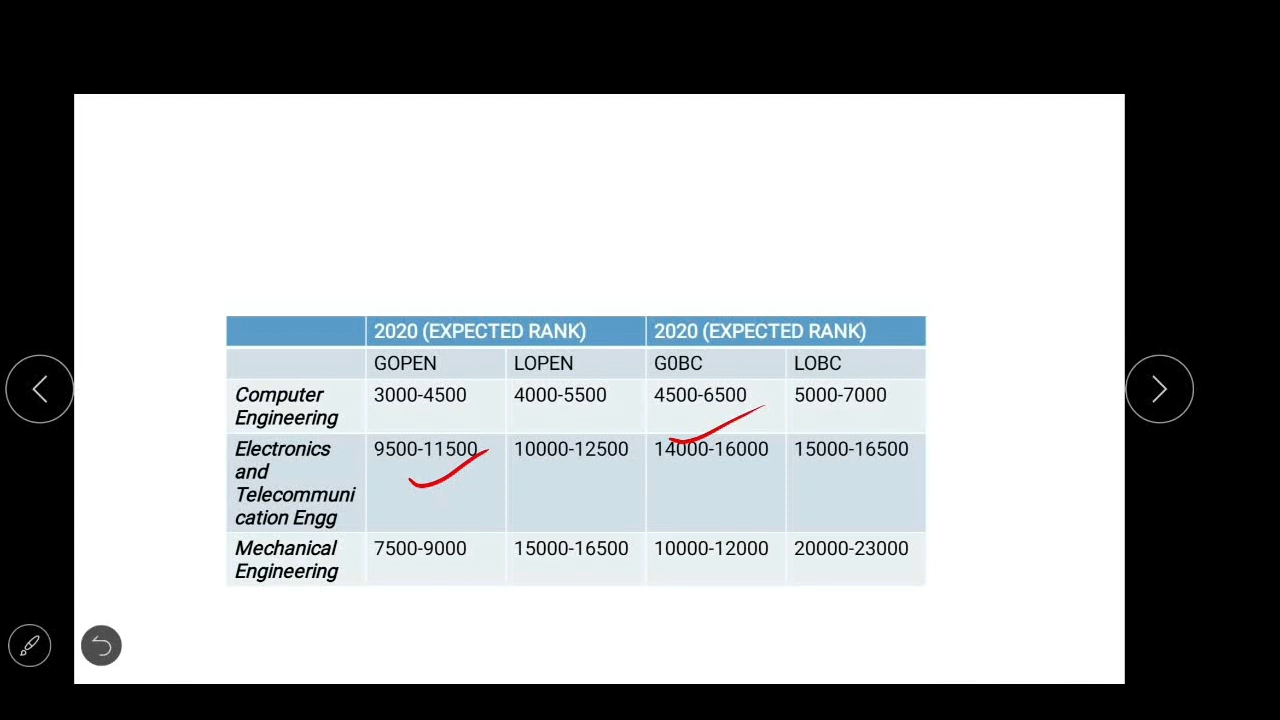 2020 (EXPECTED RANK) 2020 (EXPECTED RANK)
GOPEN LOPEN G0BC LOBC
Computer Engineering 3000-4500 4000-5500 4500-6500 5000-7000
Electronics and Telecommuni cation Engg 9500-11500 10000-12500 14000-16000 15000-16500
Mechanical Engineering 7500-9000 15000-16500 10000-12000 20000-23000